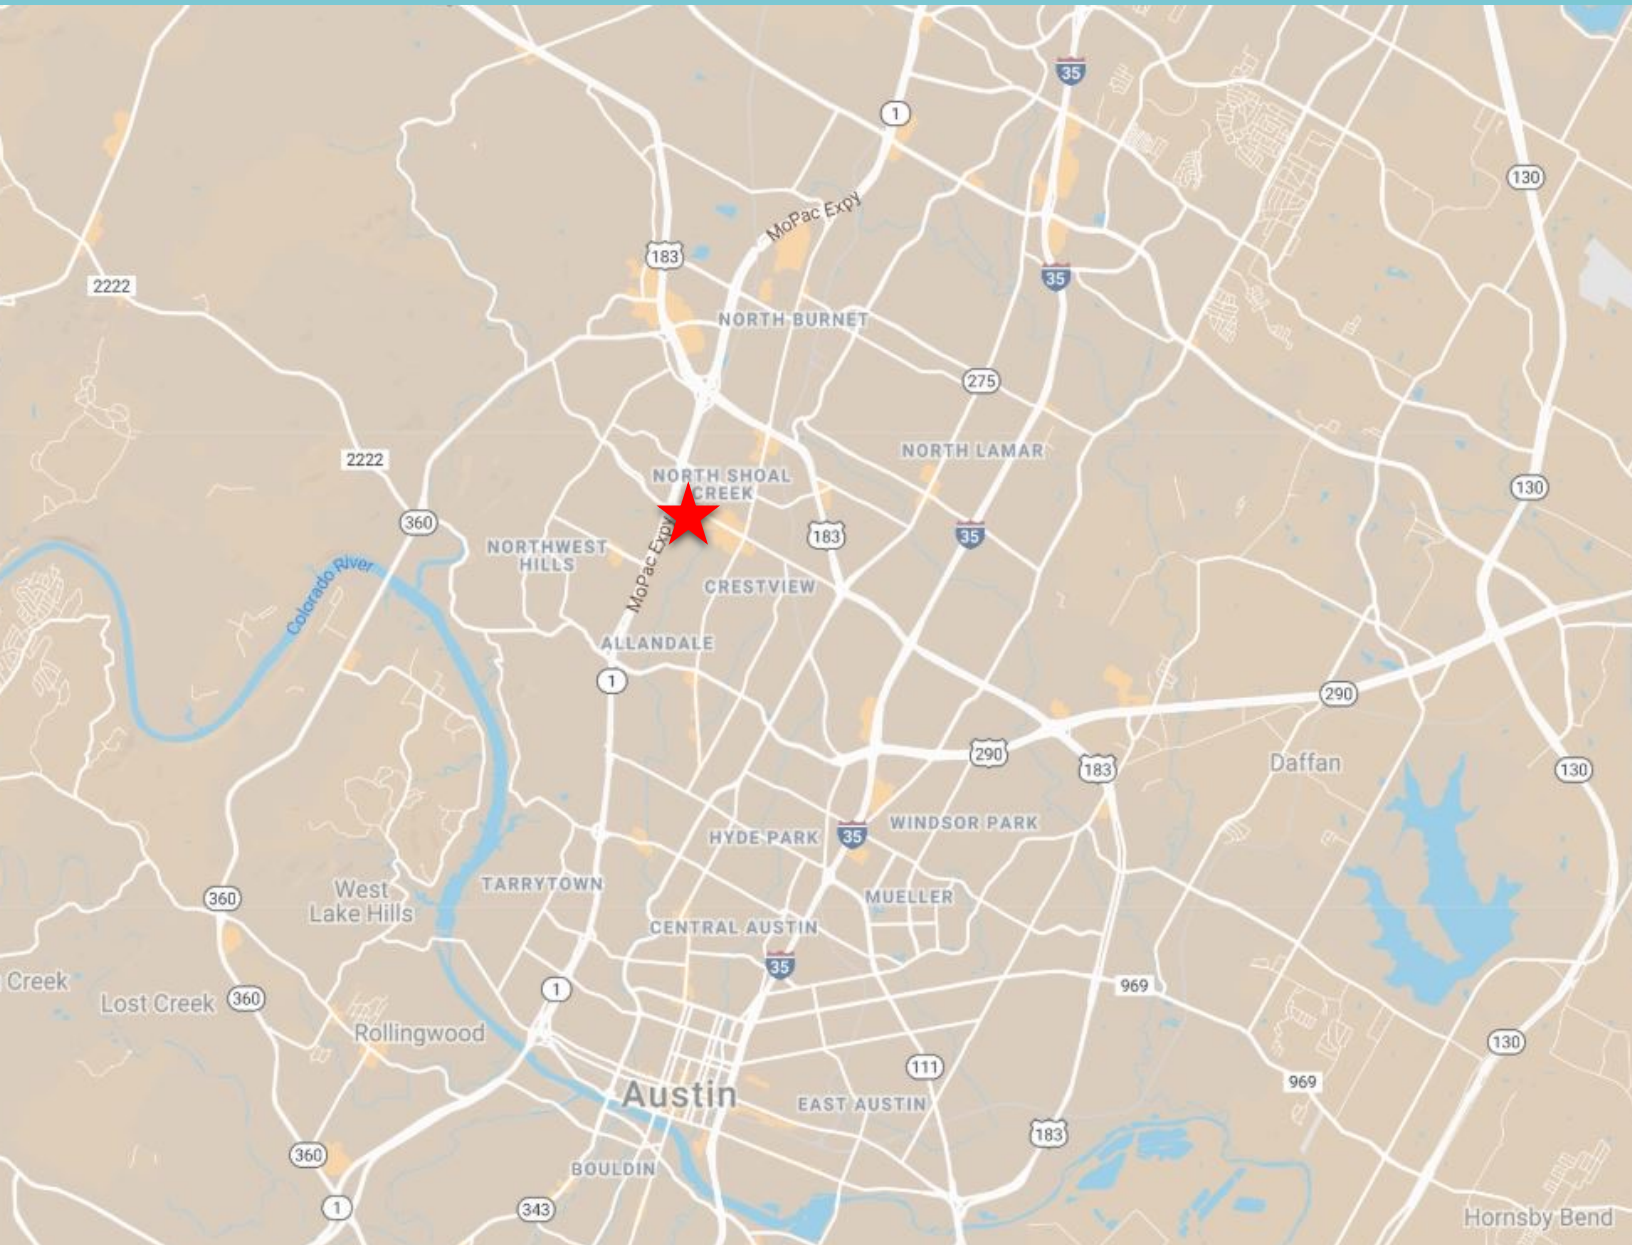 35
1
130
MoPac Expy
183
2222
35
NORTH BURNET
275
NORTH LAMAR
2222
NORTH SHOAL
CREEK
130
360
183
35
NORTHWEST
HILLS
MoPac Expy
Colorado River
CRESTVIEW
ALLANDALE
1
290
290
Daffan
183
130
HYDE PARK
35
WINDSOR PARK
TARRYTOWN
West
Lake Hills
360
MUELLER
CENTRAL AUSTIN
35
Creek
Lost Creek
360
1
969
Rollingwood
130
111
969
Austin
EAST AUSTIN
183
360
BOULDIN
1
343
Hornsby Bend